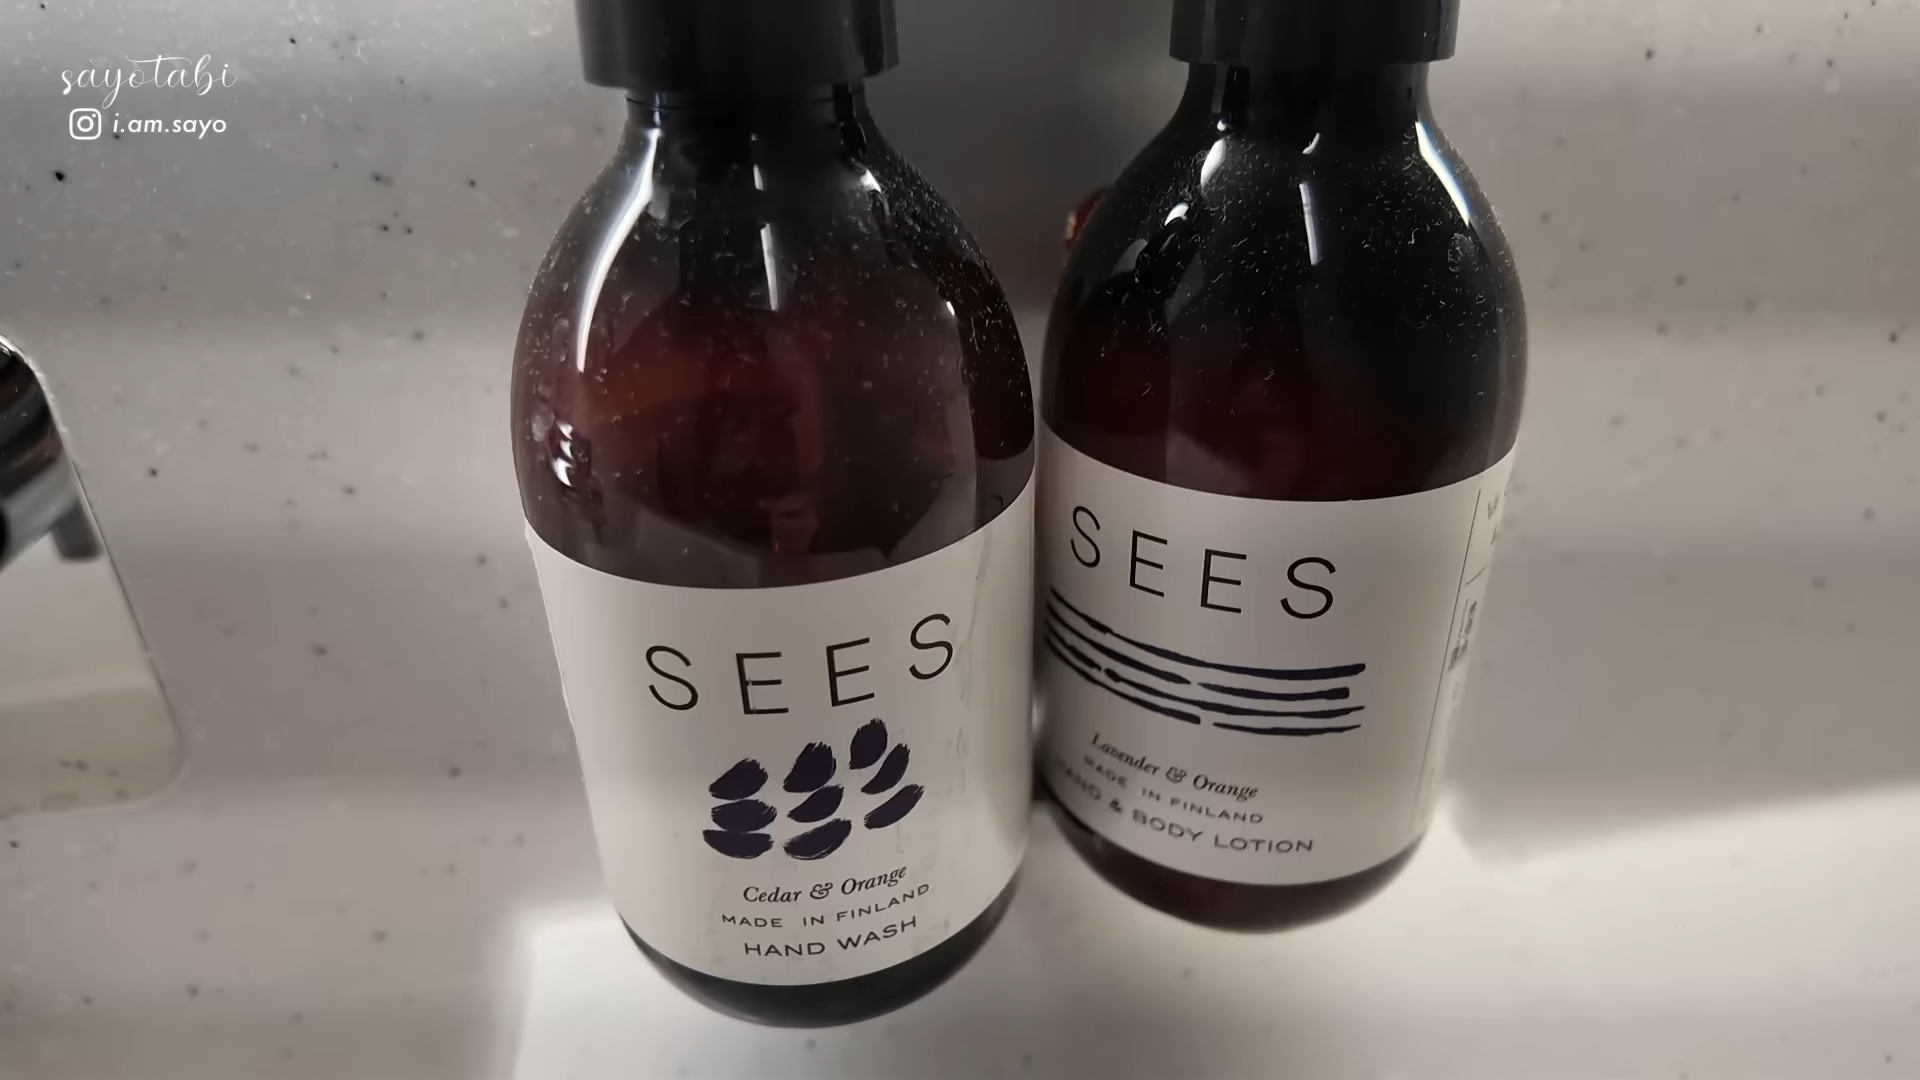 sayotabi
i.am.sayo
SEES
Cedar & Orange
MADE IN FINLAND
HAND WASH
SEES
Lavender & Orange
MADE IN FINLAND
HAND & BODY LOTION